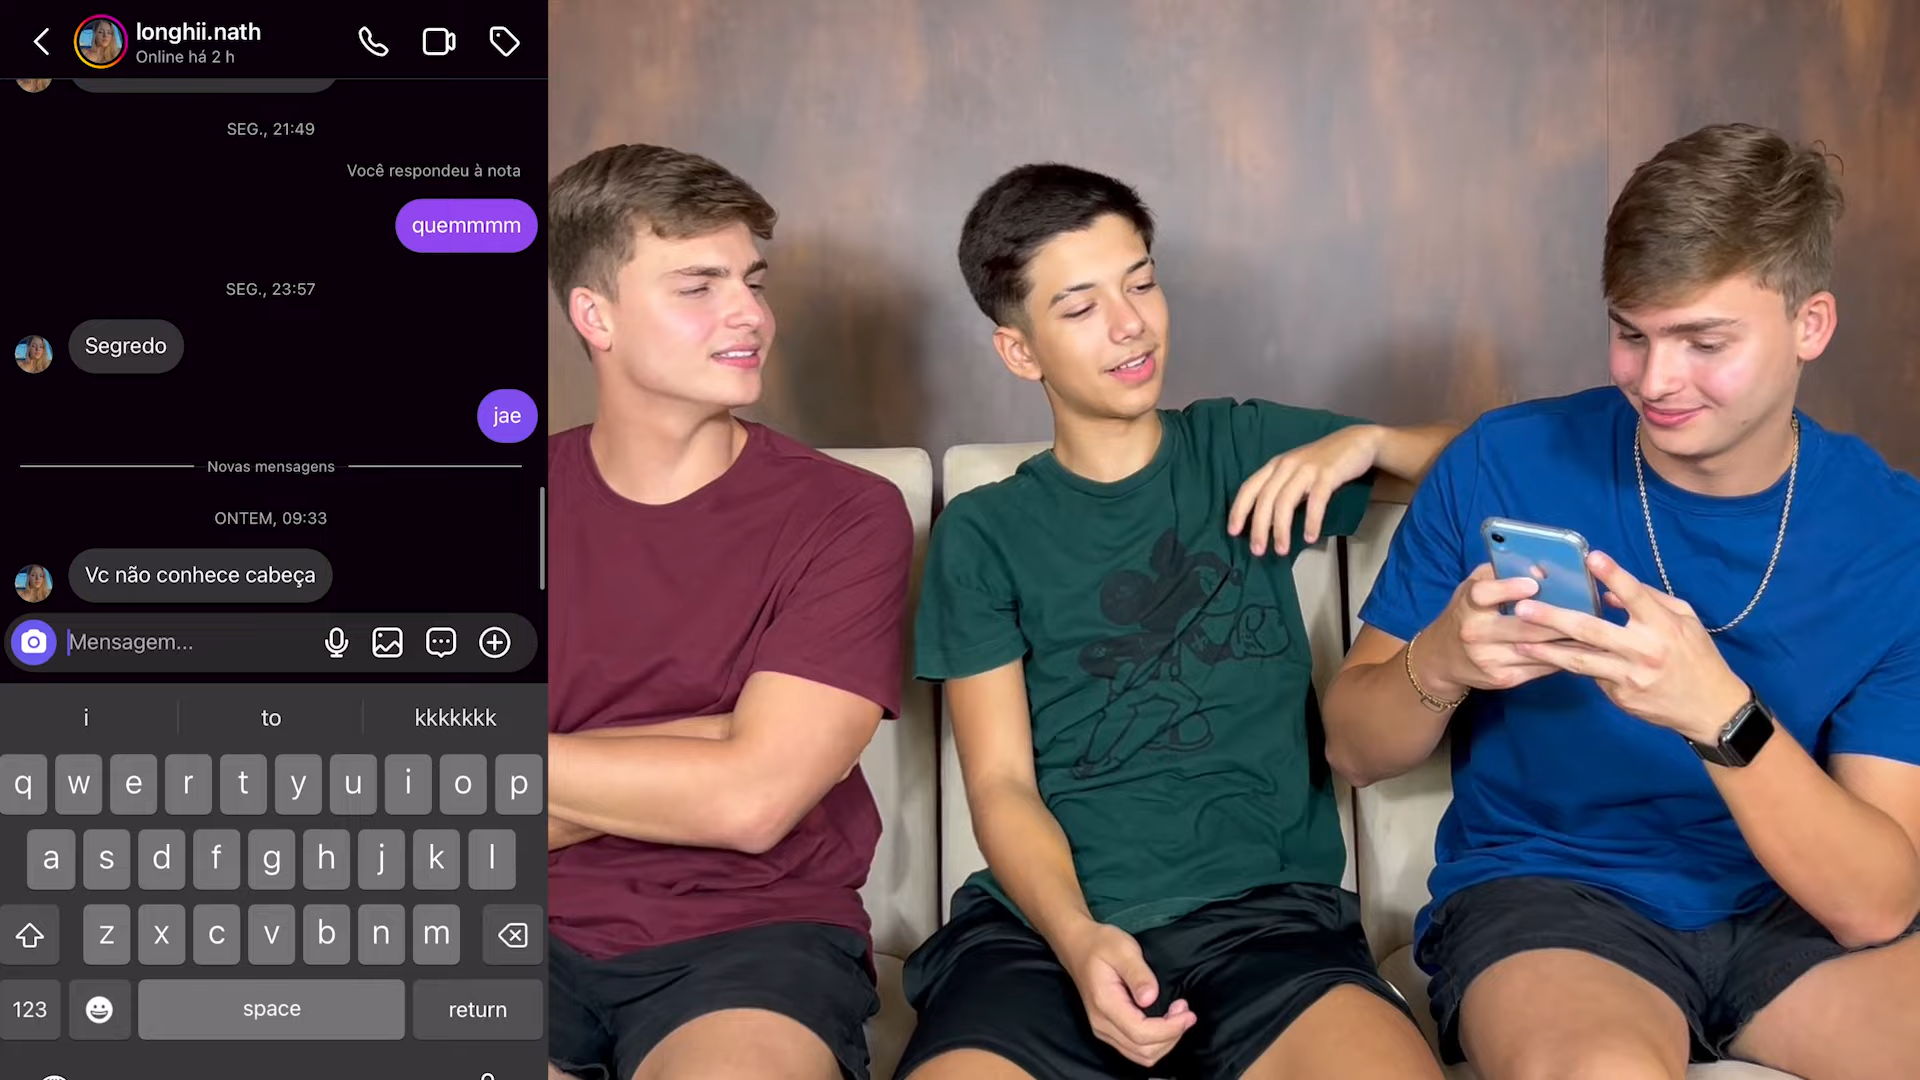 longhii.nath
Online há 2 h
SEG., 21:49
Você respondeu à nota
quemmmm
SEG., 23:57
Segredo
jae
Novas mensagens
ONTEM, 09:33
Vc não conhece cabeça
Mensagem...
i to kkkkkkk
q w e r t y u i o p
a s d f g h j k l
z x c v b n m
123 space return